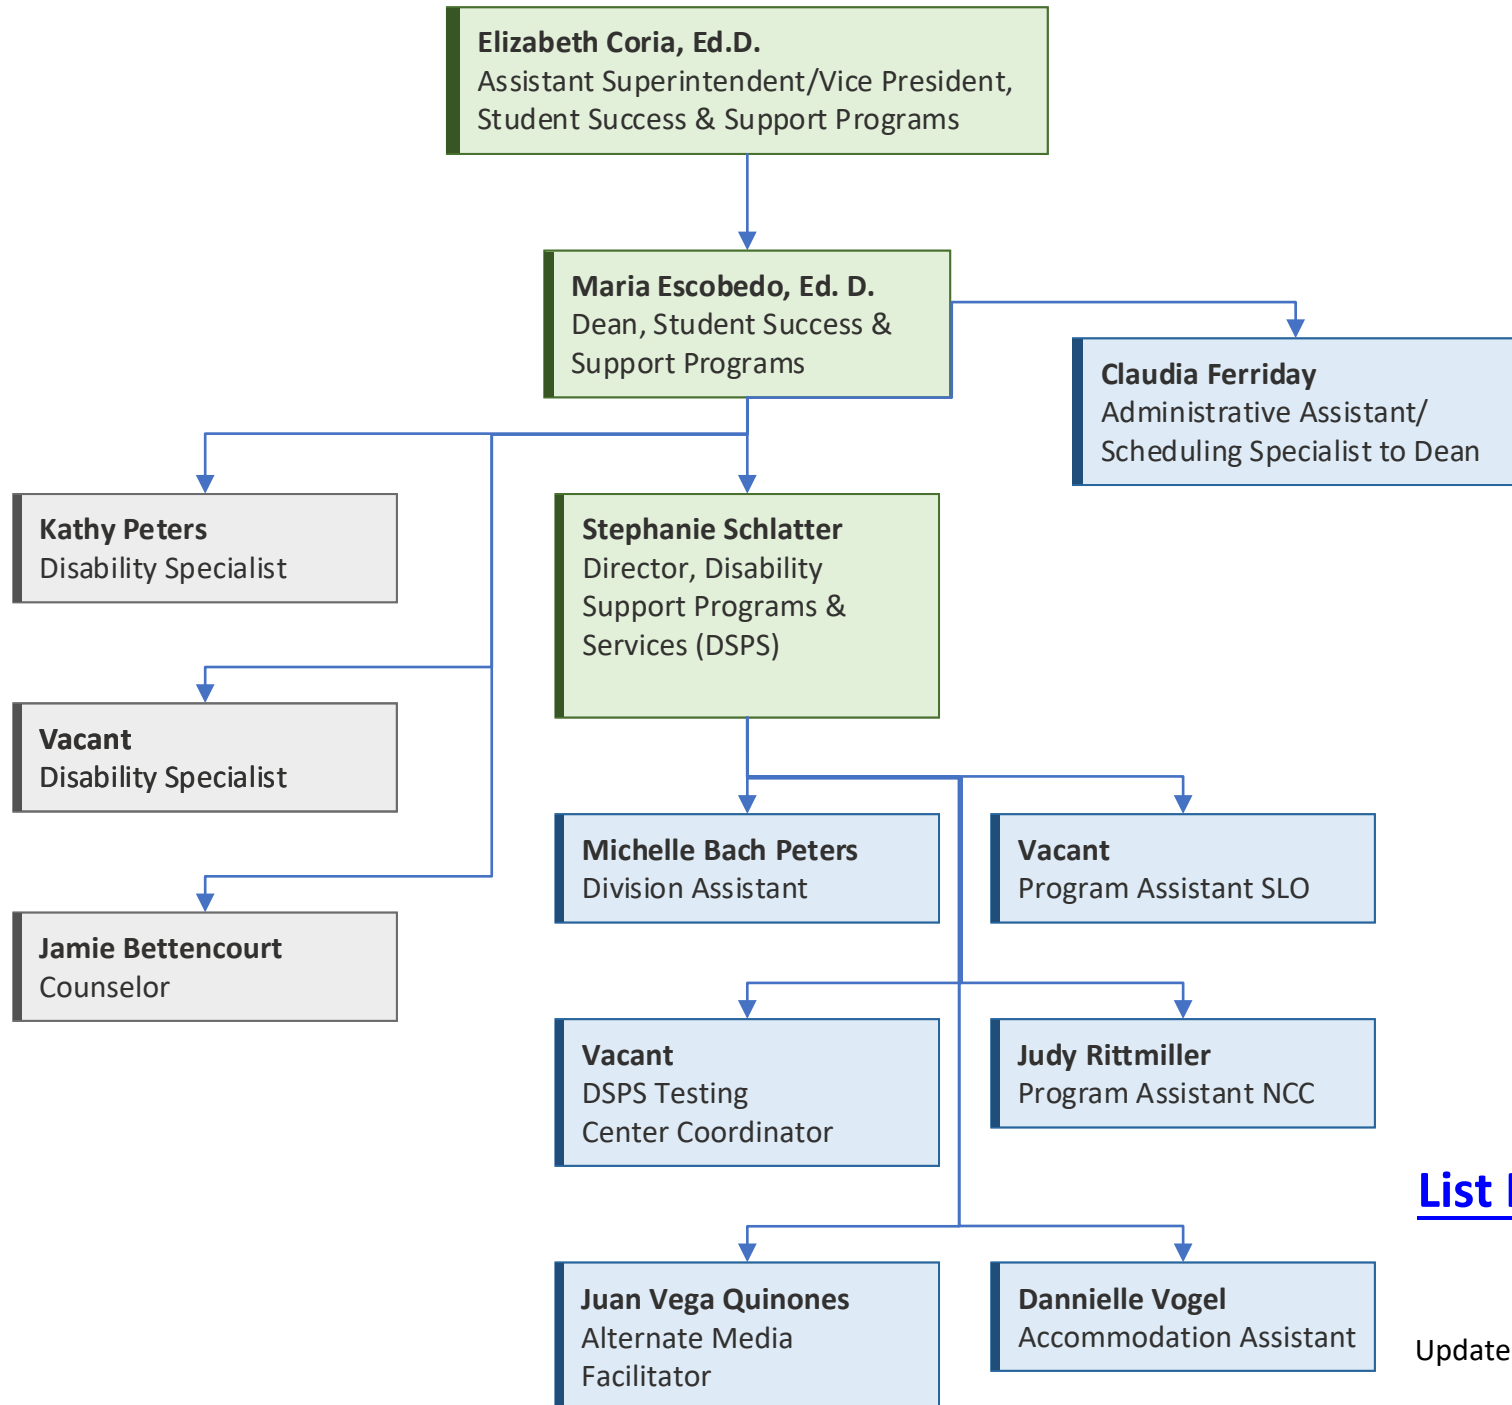 Elizabeth Coria, Ed.D.
Assistant Superintendent/Vice President,
Student Success & Support Programs
Maria Escobedo, Ed. D.
Dean, Student Success &
Support Programs
Claudia Ferriday
Administrative Assistant/
Scheduling Specialist to Dean
Kathy Peters
Disability Specialist
Stephanie Schlatter
Director, Disability
Support Programs &
Services (DSPS)
Vacant
Disability Specialist
Michelle Bach Peters
Division Assistant
Vacant
Program Assistant SLO
Jamie Bettencourt
Counselor
Vacant
DSPS Testing
Center Coordinator
Judy Rittmiller
Program Assistant NCC
List
Juan Vega Quinones
Alternate Media
Facilitator
Dannielle Vogel
Accommodation Assistant
Update